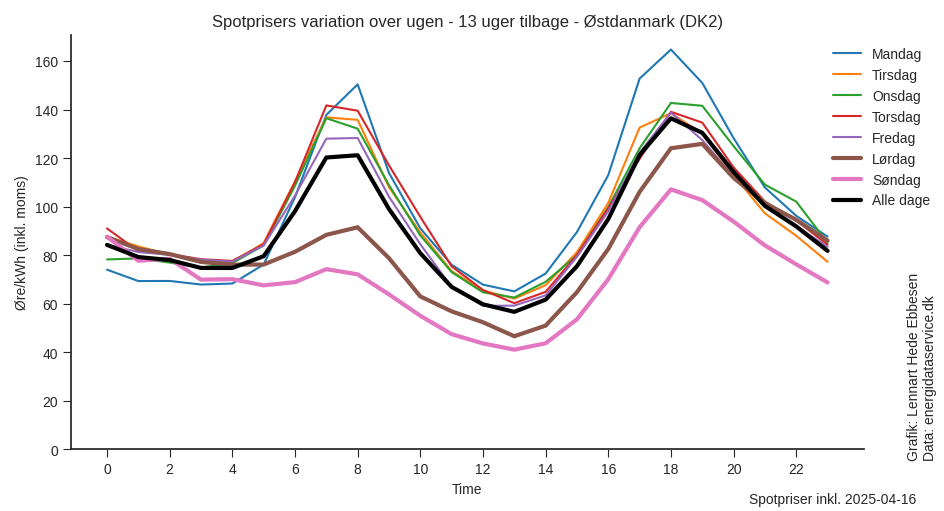 Spotprisers variation over ugen - 13 uger tilbage - Østdanmark (DK2)
160
140
120
100
80
60
40
20
0
Øre/kWh (inkl. moms)
0 2 4 6 8 10 12 14 16 18 20 22
Time
Mandag
Tirsdag
Onsdag
Torsdag
Fredag
Lørdag
Søndag
Alle dage
Grafik: Lennart Hede Ebbesen
Data: energidataservice.dk
Spotpriser inkl. 2025-04-16